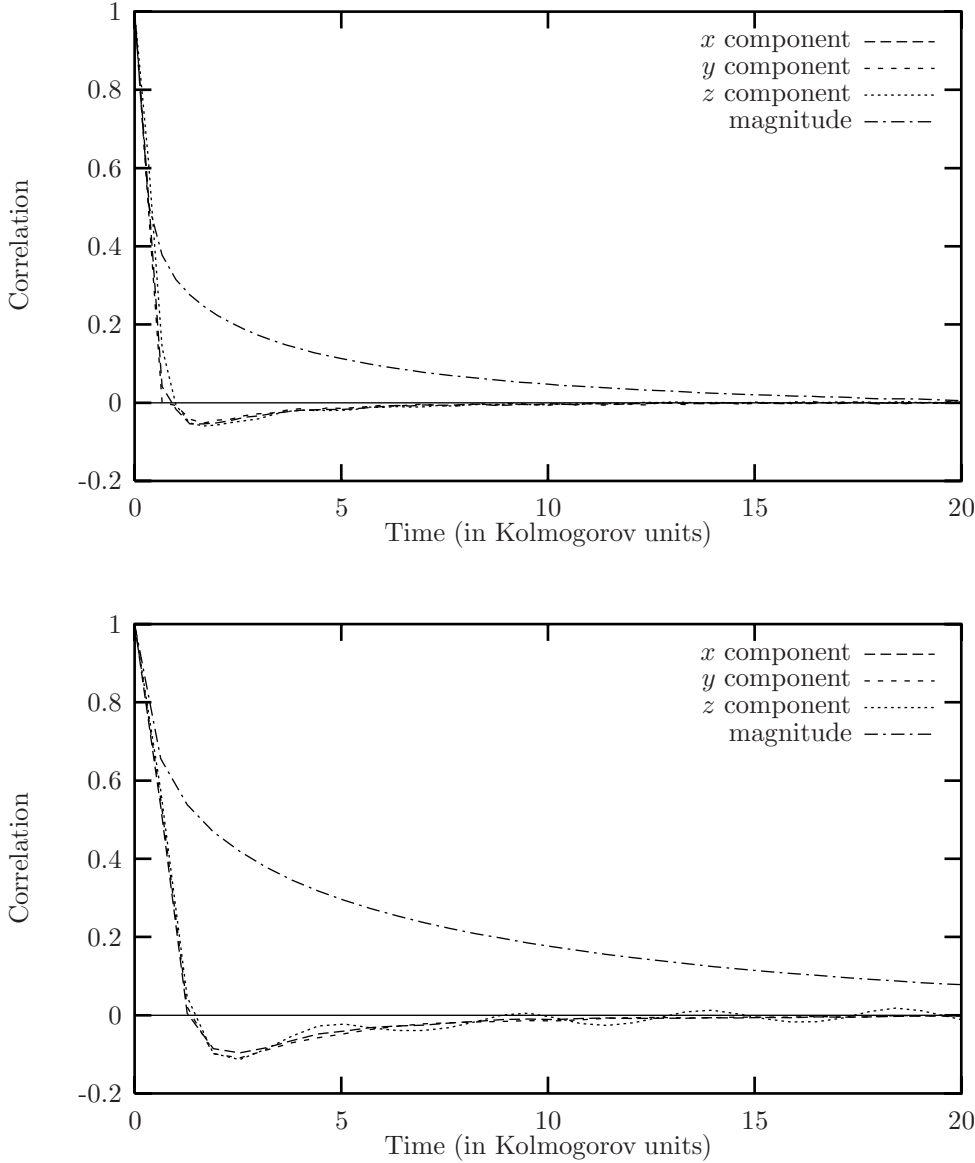 1
0.8
0.6
0.4
0.2
0
-0.2
Correlation
x component
y component
z component
magnitude
0 5 10 15 20
Time (in Kolmogorov units)
1
0.8
0.6
0.4
0.2
0
-0.2
Correlation
x component
y component
z component
magnitude
0 5 10 15 20
Time (in Kolmogorov units)